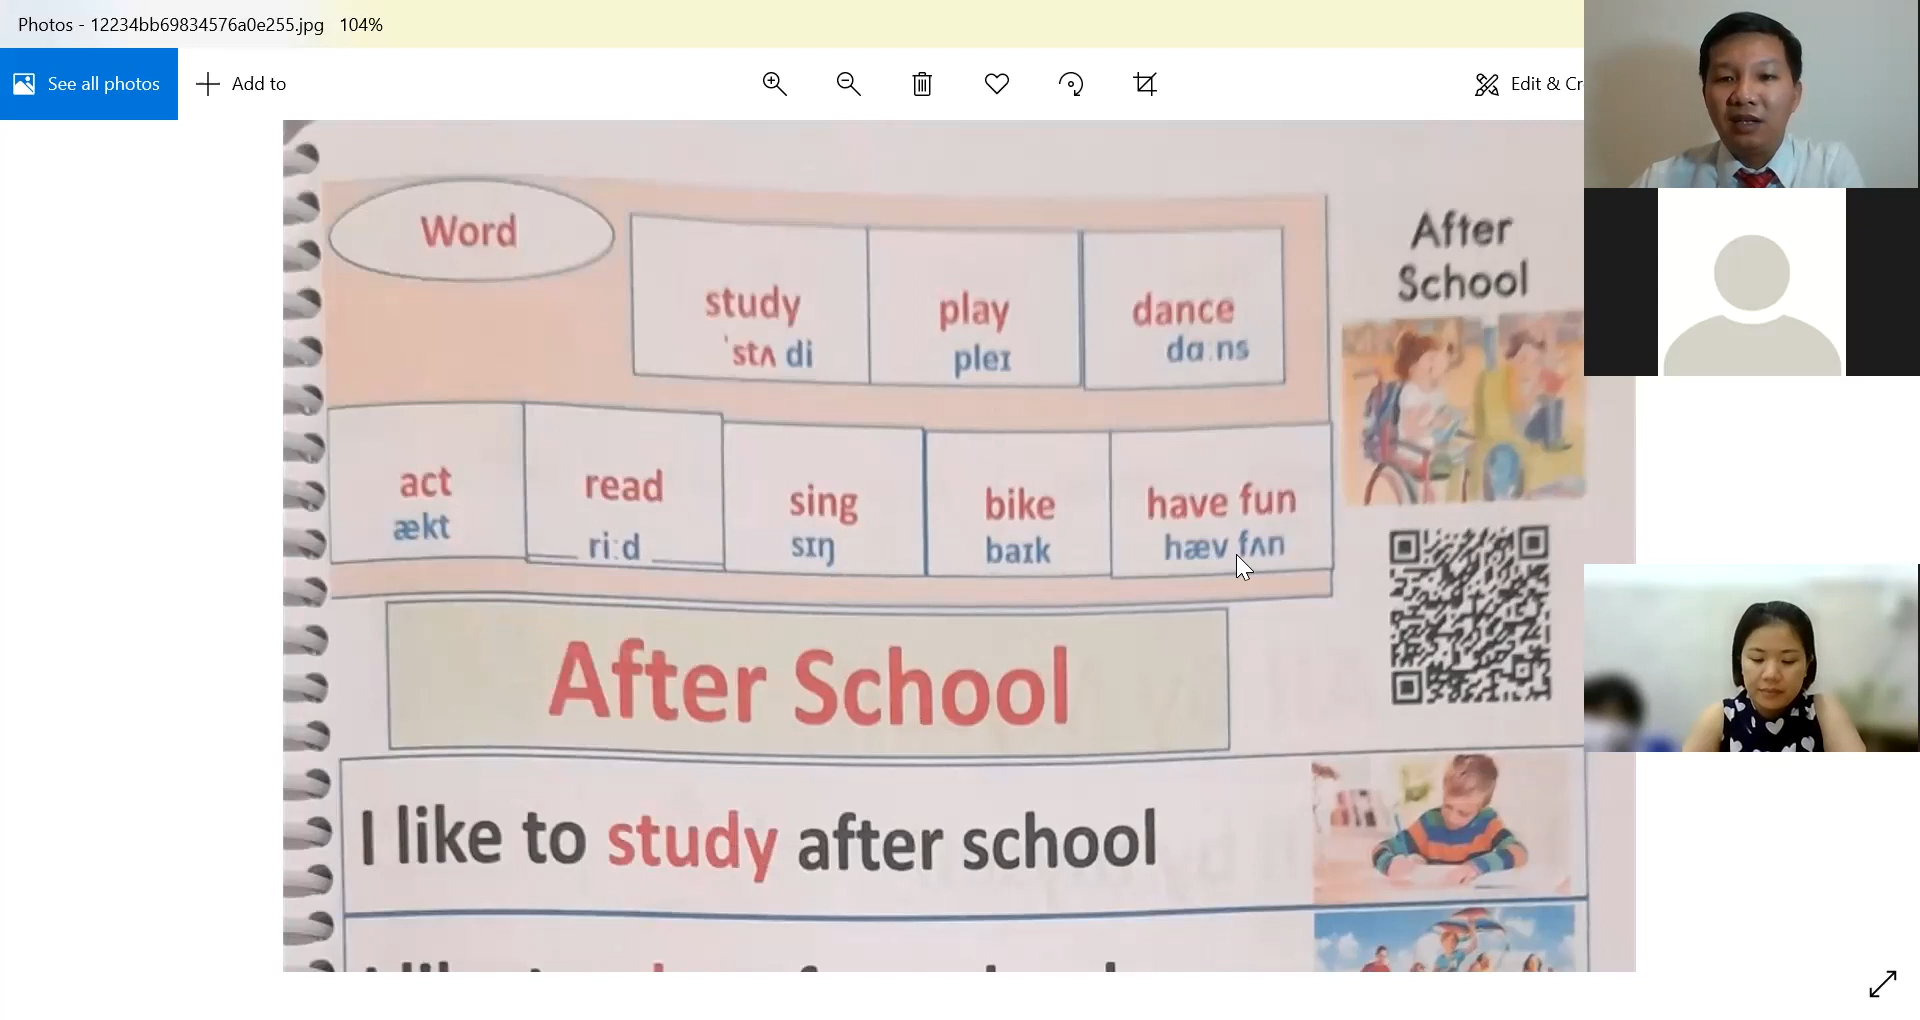 Photos - 12234bb69834576a0e255.jpg 104%
See all photos
Add to
Edit & Cr
Word
study
ˈstʌ di
play
pleɪ
dance
dɑːns
After
School
act
ækt
read
riːd
sing
sɪŋ
bike
baɪk
have fun
hæv fʌn
After School
I like to study after school